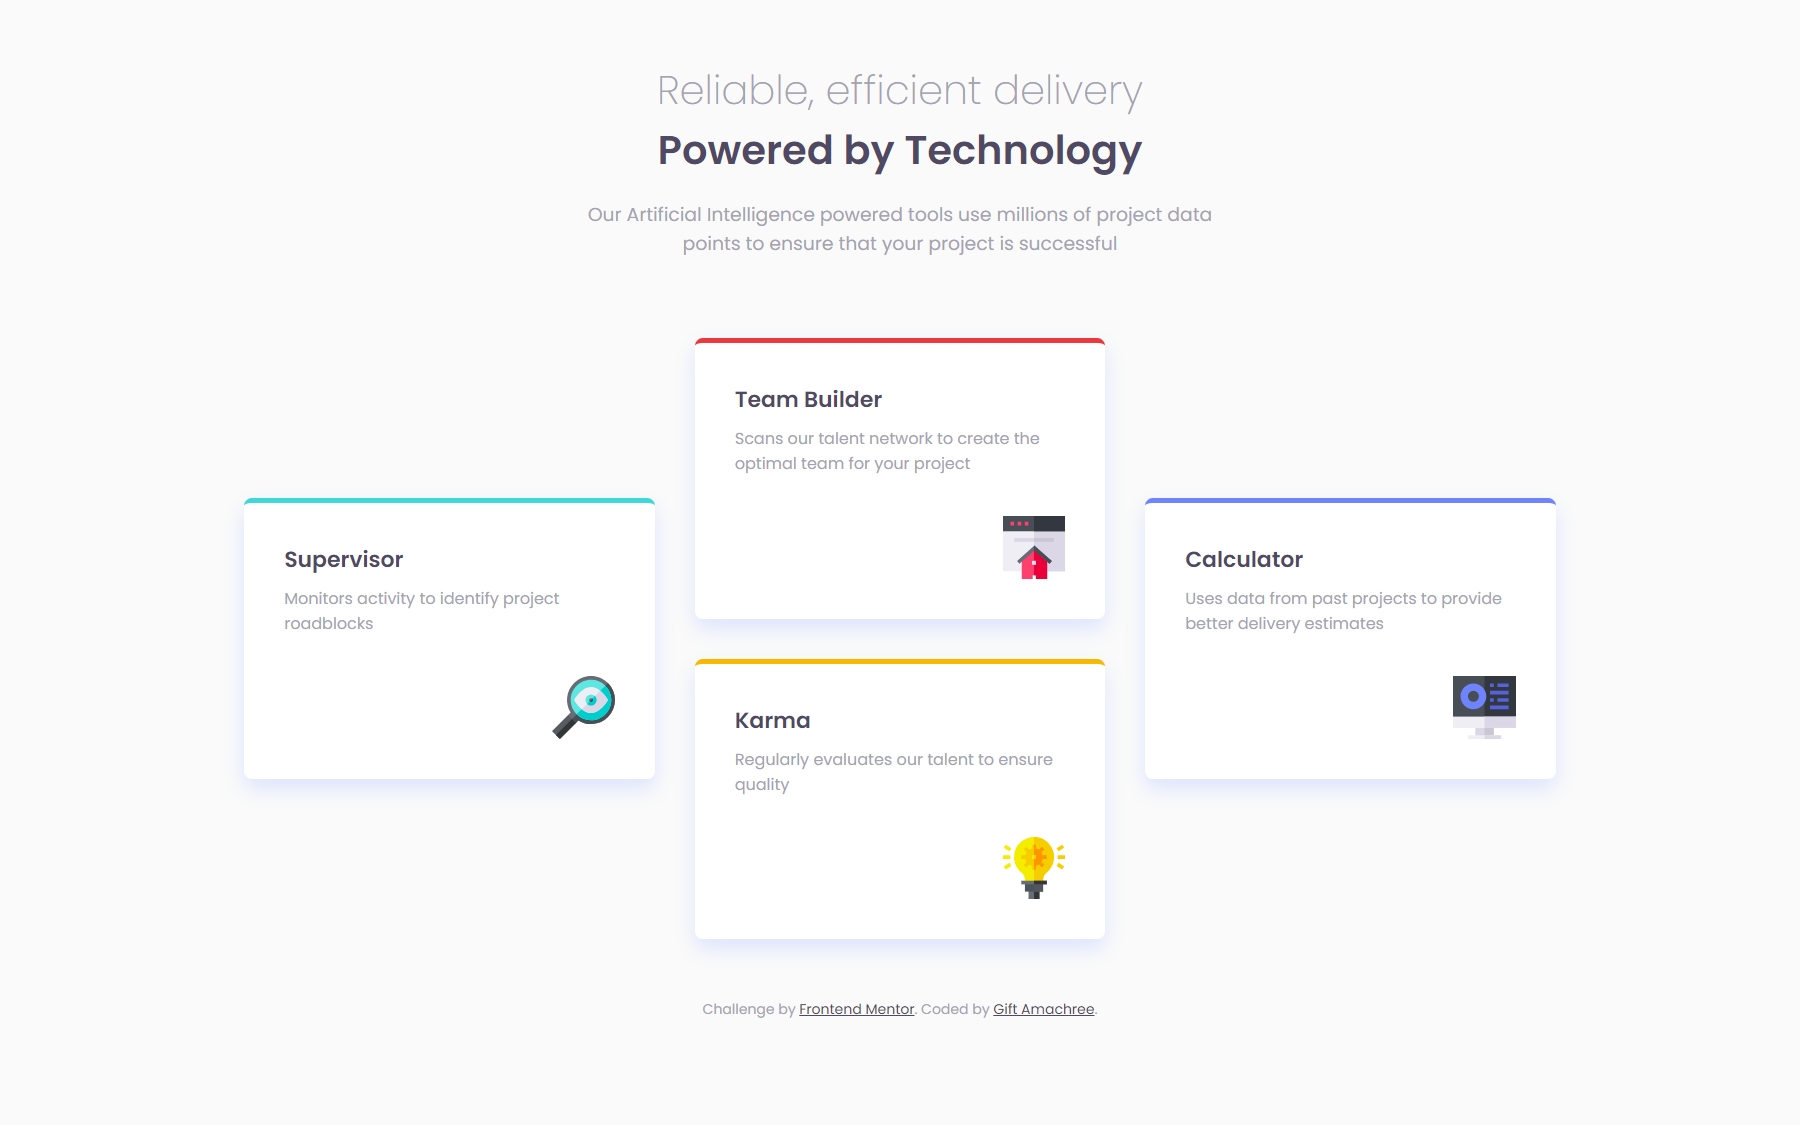 Reliable, efficient delivery
Powered by Technology
Our Artificial Intelligence powered tools use millions of project data
points to ensure that your project is successful
Supervisor
Monitors activity to identify project
roadblocks
Team Builder
Scans our talent network to create the
optimal team for your project
Karma
Regularly evaluates our talent to ensure
quality
Calculator
Uses data from past projects to provide
better delivery estimates
Challenge by Frontend Mentor. Coded by Gift Amachree.